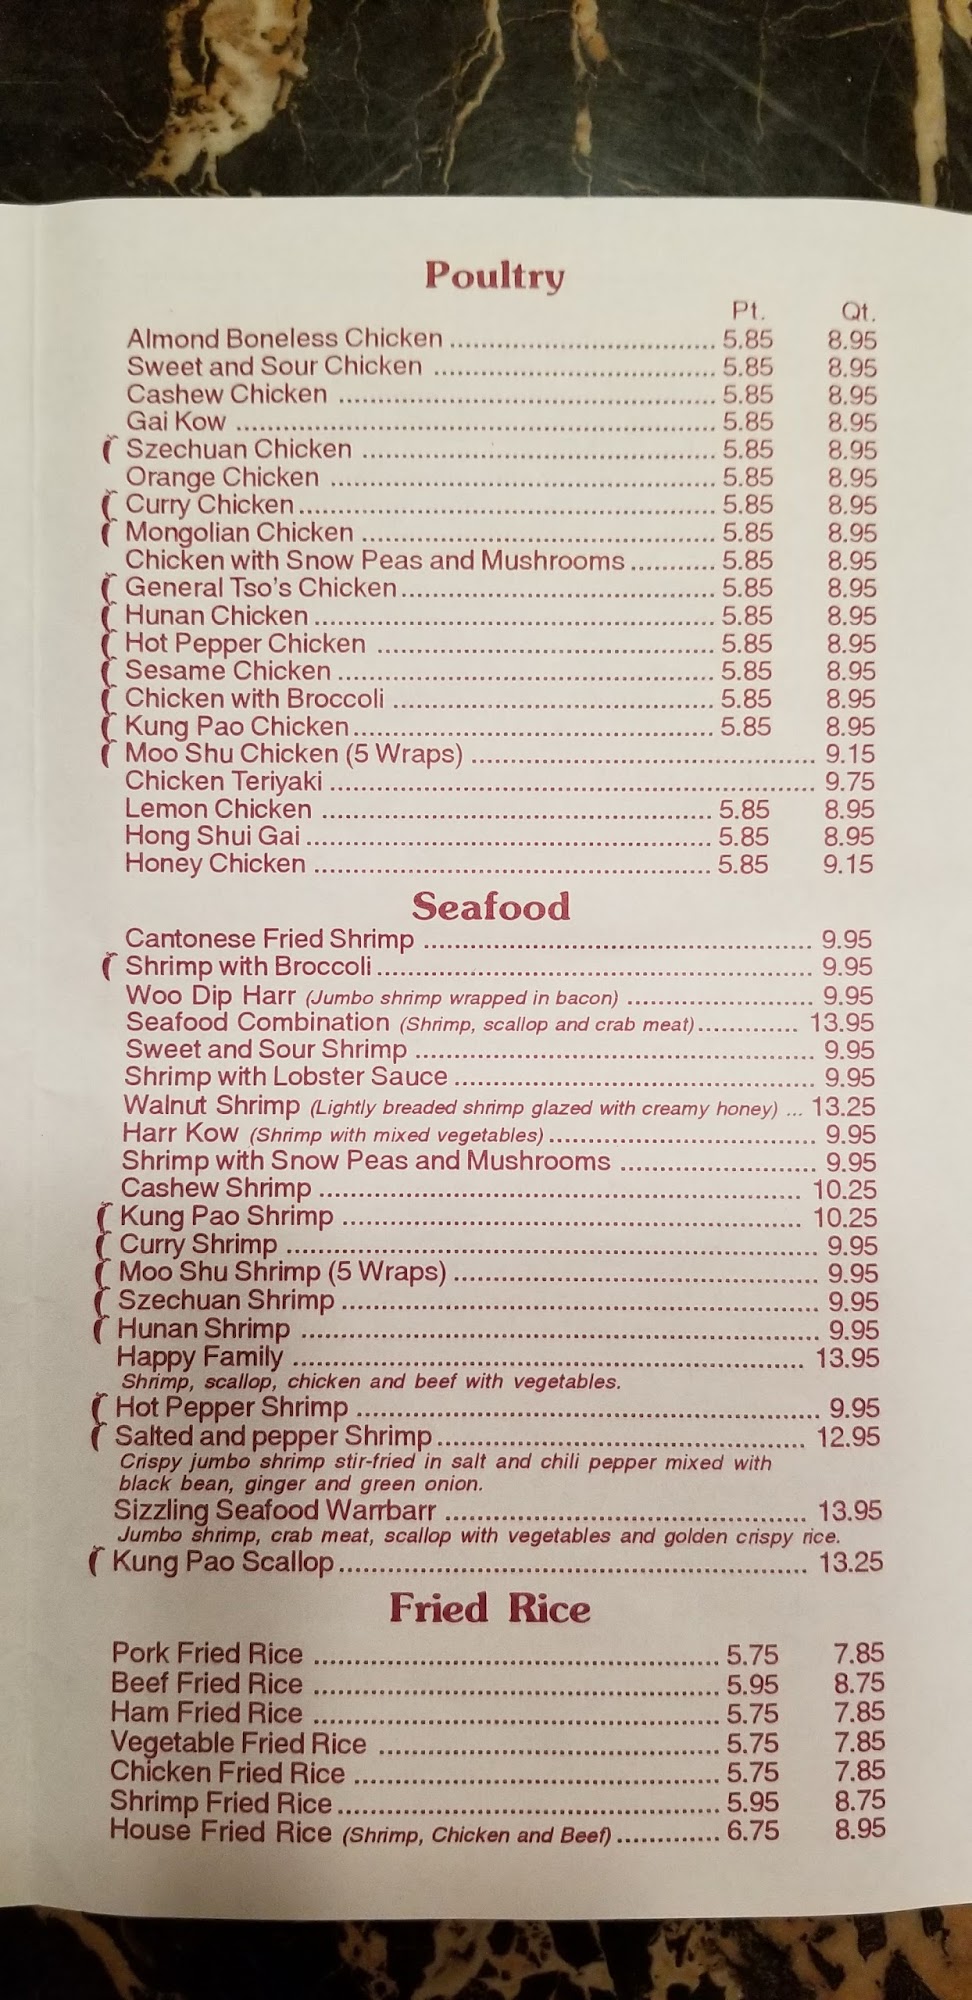 Poultry
Pt. Qt.
Almond Boneless Chicken ................................. 5.85 8.95
Sweet and Sour Chicken ................................... 5.85 8.95
Cashew Chicken ............................................... 5.85 8.95
Gai Kow ............................................................ 5.85 8.95
Szechuan Chicken ............................................ 5.85 8.95
Orange Chicken ................................................ 5.85 8.95
Curry Chicken.................................................... 5.85 8.95
Mongolian Chicken ............................................ 5.85 8.95
Chicken with Snow Peas and Mushrooms ........... 5.85 8.95
General Tso's Chicken....................................... 5.85 8.95
Hunan Chicken .................................................. 5.85 8.95
Hot Pepper Chicken .......................................... 5.85 8.95
Sesame Chicken ............................................... 5.85 8.95
Chicken with Broccoli ........................................ 5.85 8.95
Kung Pao Chicken............................................. 5.85 8.95
Moo Shu Chicken (5 Wraps) ........................................... 9.15
Chicken Teriyaki ............................................................. 9.75
Lemon Chicken ................................................. 5.85 8.95
Hong Shui Gai ................................................... 5.85 8.95
Honey Chicken .................................................. 5.85 9.15
Seafood
Cantonese Fried Shrimp ................................................. 9.95
Shrimp with Broccoli ....................................................... 9.95
Woo Dip Harr (Jumbo shrimp wrapped in bacon) ....................... 9.95
Seafood Combination (Shrimp, scallop and crab meat)............. 13.95
Sweet and Sour Shrimp .................................................. 9.95
Shrimp with Lobster Sauce ............................................. 9.95
Walnut Shrimp (Lightly breaded shrimp glazed with creamy honey) ... 13.25
Harr Kow (Shrimp with mixed vegetables) ................................. 9.95
Shrimp with Snow Peas and Mushrooms ......................... 9.95
Cashew Shrimp ............................................................ 10.25
Kung Pao Shrimp ......................................................... 10.25
Curry Shrimp .................................................................. 9.95
Moo Shu Shrimp (5 Wraps) ............................................. 9.95
Szechuan Shrimp ........................................................... 9.95
Hunan Shrimp ................................................................ 9.95
Happy Family ................................................................ 13.95
Shrimp, scallop, chicken and beef with vegetables.
Hot Pepper Shrimp ......................................................... 9.95
Salted and pepper Shrimp.............................................. 12.95
Crispy jumbo shrimp stir-fried in salt and chili pepper mixed with
black bean, ginger and green onion.
Sizzling Seafood Warrbarr ............................................. 13.95
Jumbo shrimp, crab meat, scallop with vegetables and golden crispy rice.
Kung Pao Scallop.......................................................... 13.25
Fried Rice
Pork Fried Rice ................................................... 5.75 7.85
Beef Fried Rice ................................................... 5.95 8.75
Ham Fried Rice ................................................... 5.75 7.85
Vegetable Fried Rice .......................................... 5.75 7.85
Chicken Fried Rice ............................................. 5.75 7.85
Shrimp Fried Rice ............................................... 5.95 8.75
House Fried Rice (Shrimp, Chicken and Beef) ............. 6.75 8.95